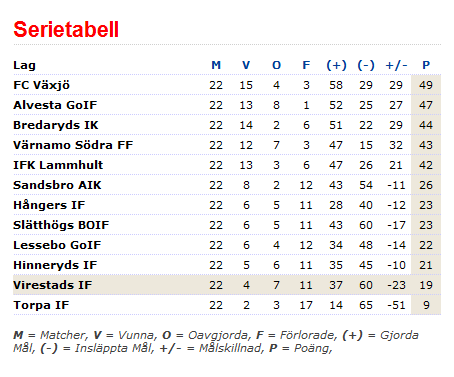 Serietabell
Lag M V O F (+) (-) +/- P
FC Växjö 22 15 4 3 58 29 29 49
Alvesta GoIF 22 13 8 1 52 25 27 47
Bredaryds IK 22 14 2 6 51 22 29 44
Värnamo Södra FF 22 12 7 3 47 15 32 43
IFK Lammhult 22 13 3 6 47 26 21 42
Sandsbro AIK 22 8 2 12 43 54 -11 26
Hångers IF 22 6 5 11 28 40 -12 23
Slätthögs BOIF 22 6 5 11 43 60 -17 23
Lessebo GoIF 22 6 4 12 34 48 -14 22
Hinneryds IF 22 5 6 11 35 45 -10 21
Virestads IF 22 4 7 11 37 60 -23 19
Torpa IF 22 2 3 17 14 65 -51 9
M = Matcher, V = Vunna, O = Oavgjorda, F = Förlorade, (+) = Gjorda
Mål, (-) = Insläppta Mål, +/- = Målskillnad, P = Poäng,